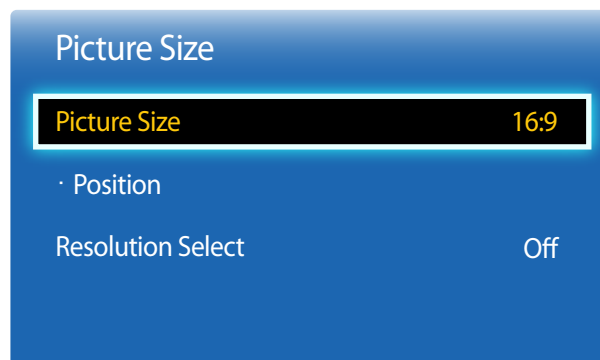 Picture Size
Picture Size 16:9
· Position
Resolution Select Off